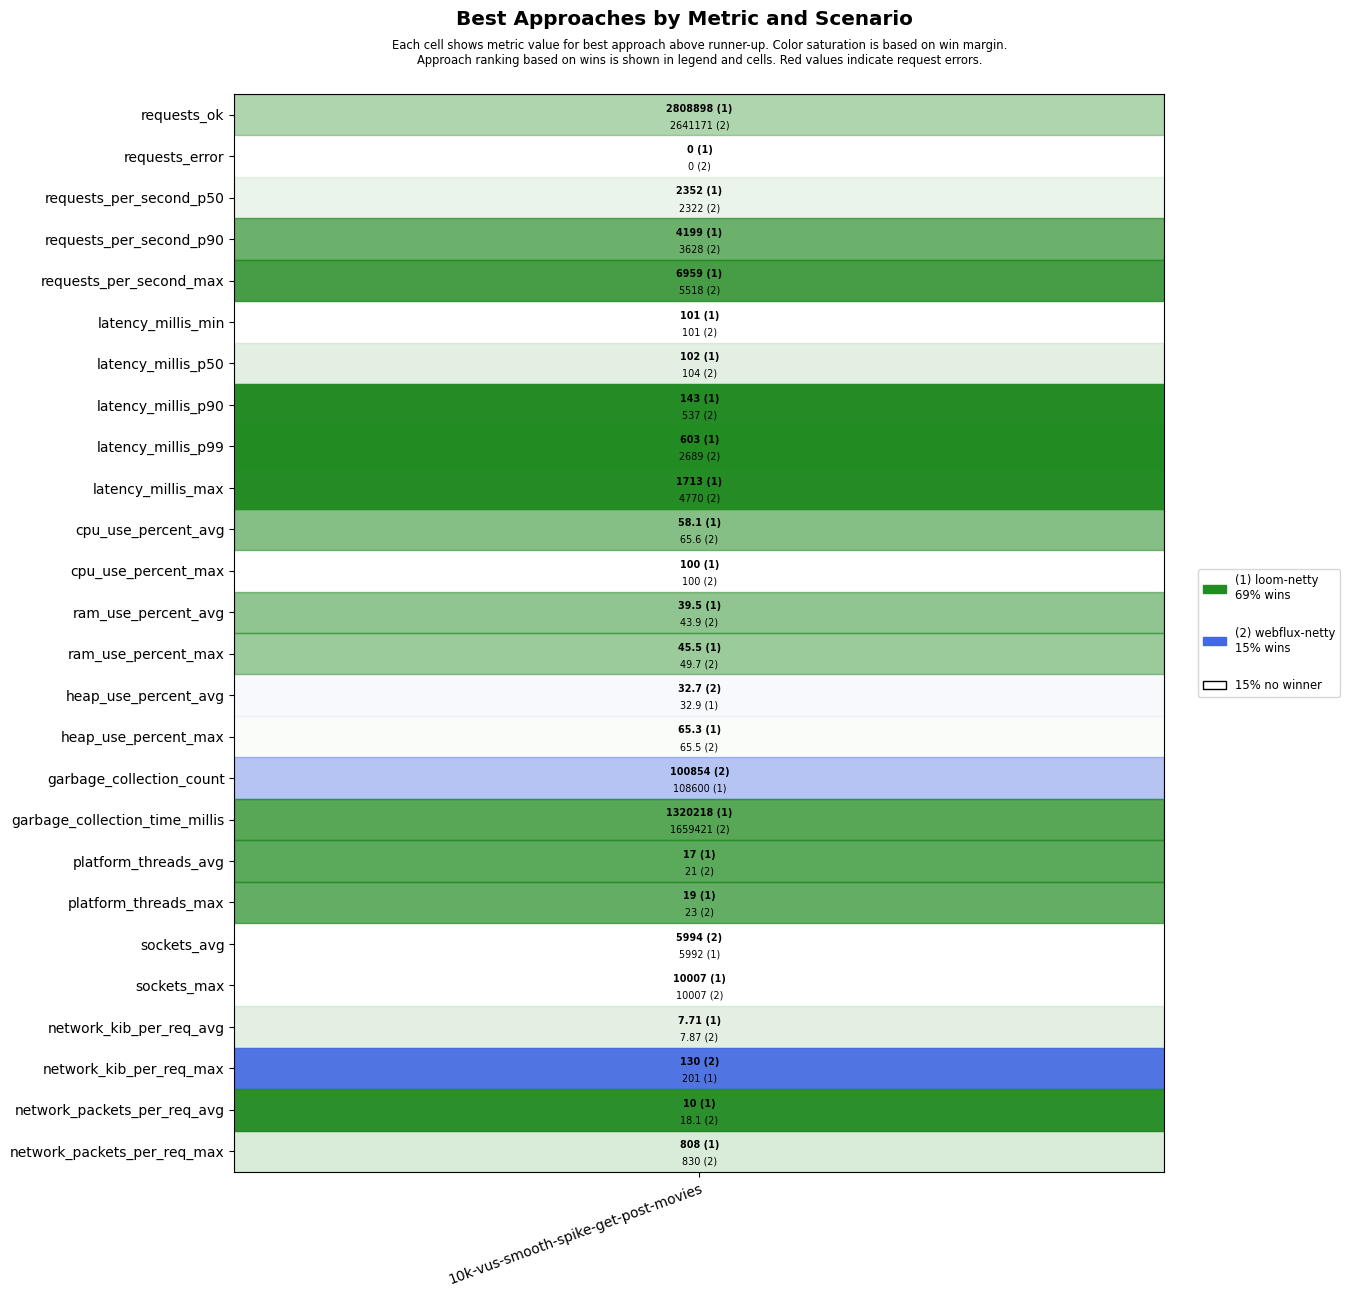 Best Approaches by Metric and Scenario
Each cell shows metric value for best approach above runner-up. Color saturation is based on win margin.
Approach ranking based on wins is shown in legend and cells. Red values indicate request errors.
requests_ok
2808898 (1)
2641171 (2)
requests_error
0 (1)
0 (2)
requests_per_second_p50
2352 (1)
2322 (2)
requests_per_second_p90
4199 (1)
3628 (2)
requests_per_second_max
6959 (1)
5518 (2)
latency_millis_min
101 (1)
101 (2)
latency_millis_p50
102 (1)
104 (2)
latency_millis_p90
143 (1)
537 (2)
latency_millis_p99
603 (1)
2689 (2)
latency_millis_max
1713 (1)
4770 (2)
cpu_use_percent_avg
58.1 (1)
65.6 (2)
cpu_use_percent_max
100 (1)
100 (2)
ram_use_percent_avg
39.5 (1)
43.9 (2)
ram_use_percent_max
45.5 (1)
49.7 (2)
heap_use_percent_avg
32.7 (2)
32.9 (1)
heap_use_percent_max
65.3 (1)
65.5 (2)
garbage_collection_count
100854 (2)
108600 (1)
garbage_collection_time_millis
1320218 (1)
1659421 (2)
platform_threads_avg
17 (1)
21 (2)
platform_threads_max
19 (1)
23 (2)
sockets_avg
5994 (2)
5992 (1)
sockets_max
10007 (1)
10007 (2)
network_kib_per_req_avg
7.71 (1)
7.87 (2)
network_kib_per_req_max
130 (2)
201 (1)
network_packets_per_req_avg
10 (1)
18.1 (2)
network_packets_per_req_max
808 (1)
830 (2)
10k-vus-smooth-spike-get-post-movies
(1) loom-netty
69% wins
(2) webflux-netty
15% wins
15% no winner